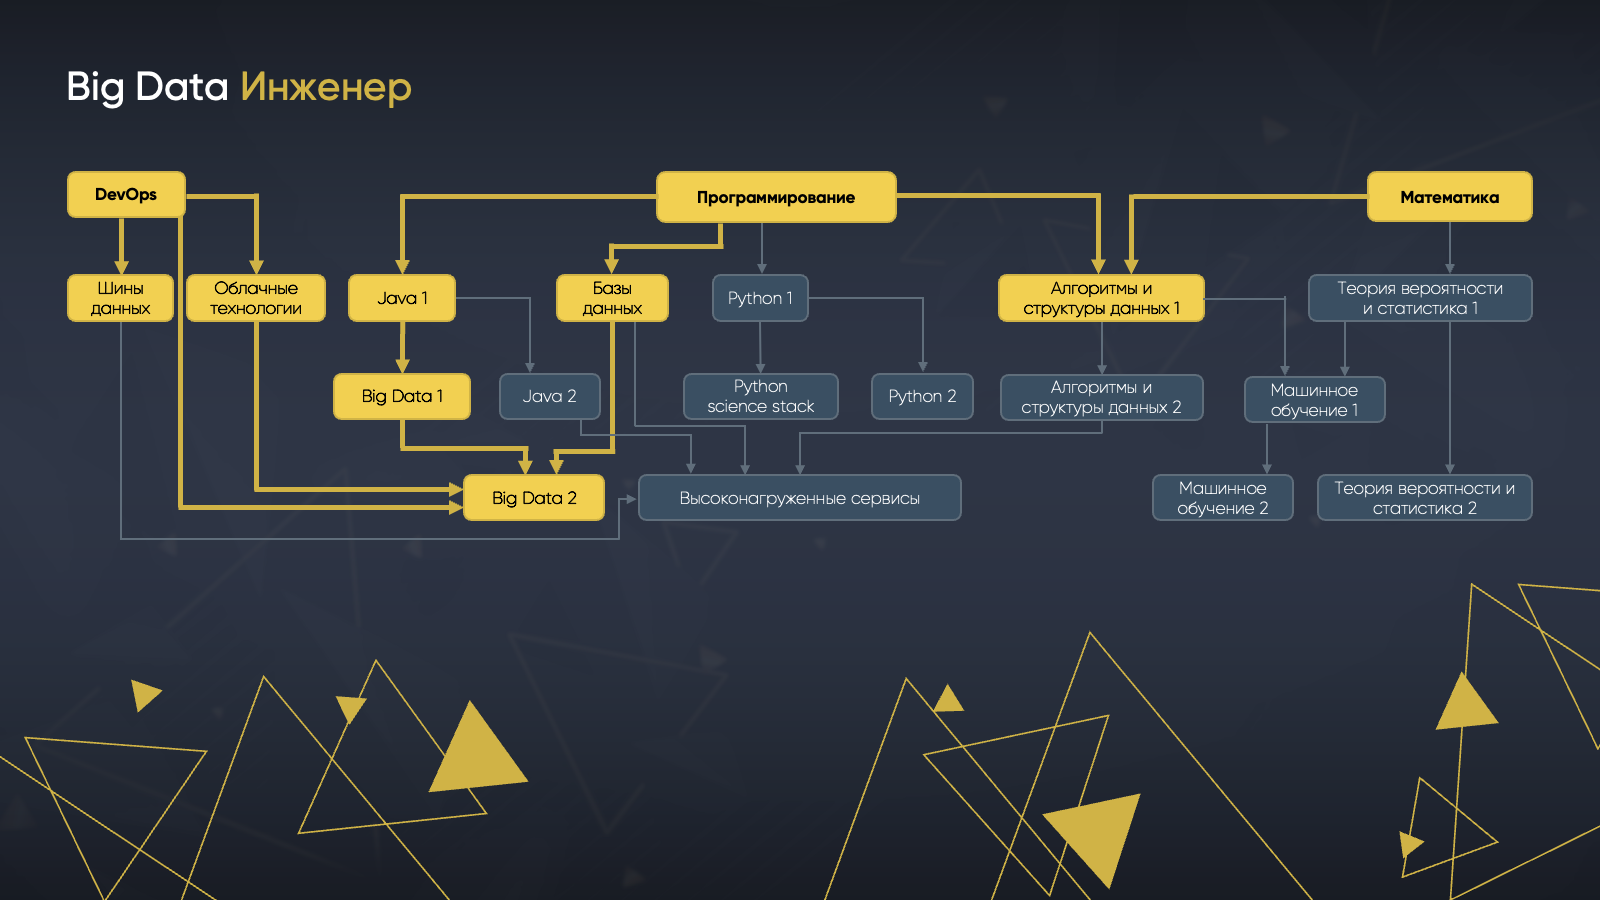 Big Data Инженер
DevOps
Программирование
Математика
Шины
данных
Облачные
технологии
Java 1
Базы
данных
Python 1
Алгоритмы и
структуры данных 1
Теория вероятности
и статистика 1
Big Data 1
Java 2
Python
science stack
Python 2
Алгоритмы и
структуры данных 2
Машинное
обучение 1
Big Data 2
Высоконагруженные сервисы
Машинное
обучение 2
Теория вероятности и
статистика 2